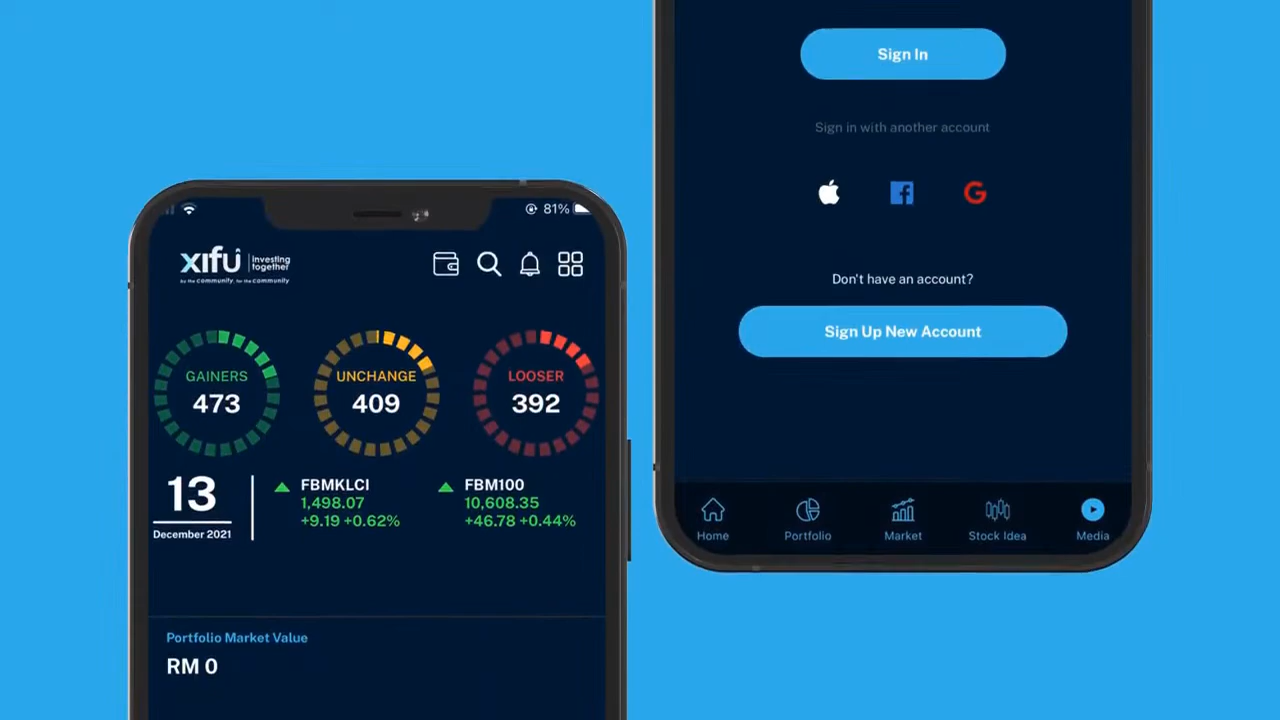 81%
xifu
investing
together
by the community, for the community
GAINERS
473
UNCHANGE
409
LOOSER
392
13
December 2021
FBMKLCI
1,498.07
+9.19 +0.62%
FBM100
10,608.35
+46.78 +0.44%
Portfolio Market Value
RM 0
Sign In
Sign in with another account
Don't have an account?
Sign Up New Account
Home
Portfolio
Market
Stock Idea
Media